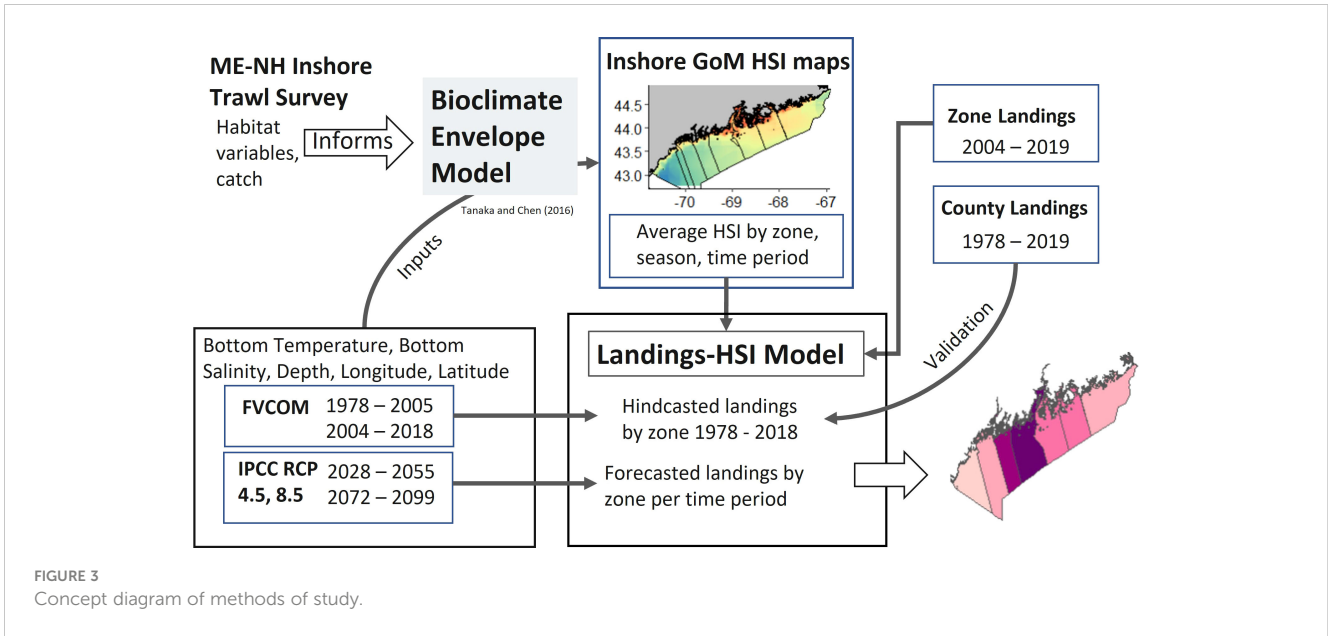 ME-NH Inshore
Trawl Survey
Habitat
variables,
catch
Informs
Bioclimate
Envelope
Model
Tanaka and Chen (2016)
Inputs
Inshore GoM HSI maps
44.5
44.0
43.5
43.0
-70 -69 -68 -67
Average HSI by zone,
season, time period
Zone Landings
2004 – 2019
County Landings
1978 – 2019
Validation
Bottom Temperature, Bottom
Salinity, Depth, Longitude, Latitude
FVCOM 1978 – 2005
2004 – 2018
IPCC RCP 2028 – 2055
4.5, 8.5 2072 – 2099
Landings-HSI Model
Hindcasted landings
by zone 1978 - 2018
Forecasted landings by
zone per time period
FIGURE 3
Concept diagram of methods of study.